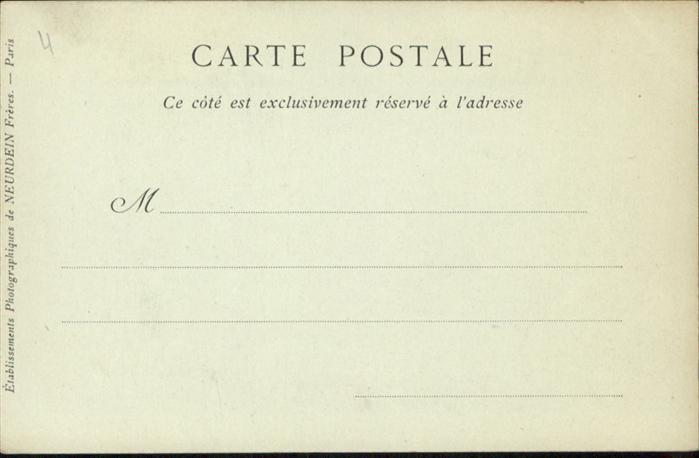 4
CARTE POSTALE
Ce côté est exclusivement réservé à l'adresse
M
Établissements Photographiques de NEURDEIN Frères. — Paris